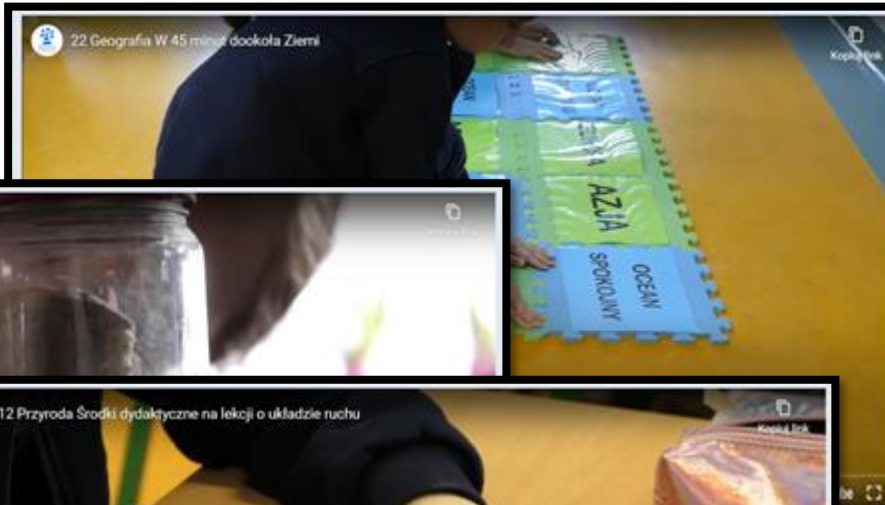 22 Geografia W 45 minut dookoła Ziemi
Kopiuj link
AZJA
OCEAN
SPOKOJNY
12 Przyroda Środki dydaktyczne na lekcji o układzie ruchu
Kopiuj link